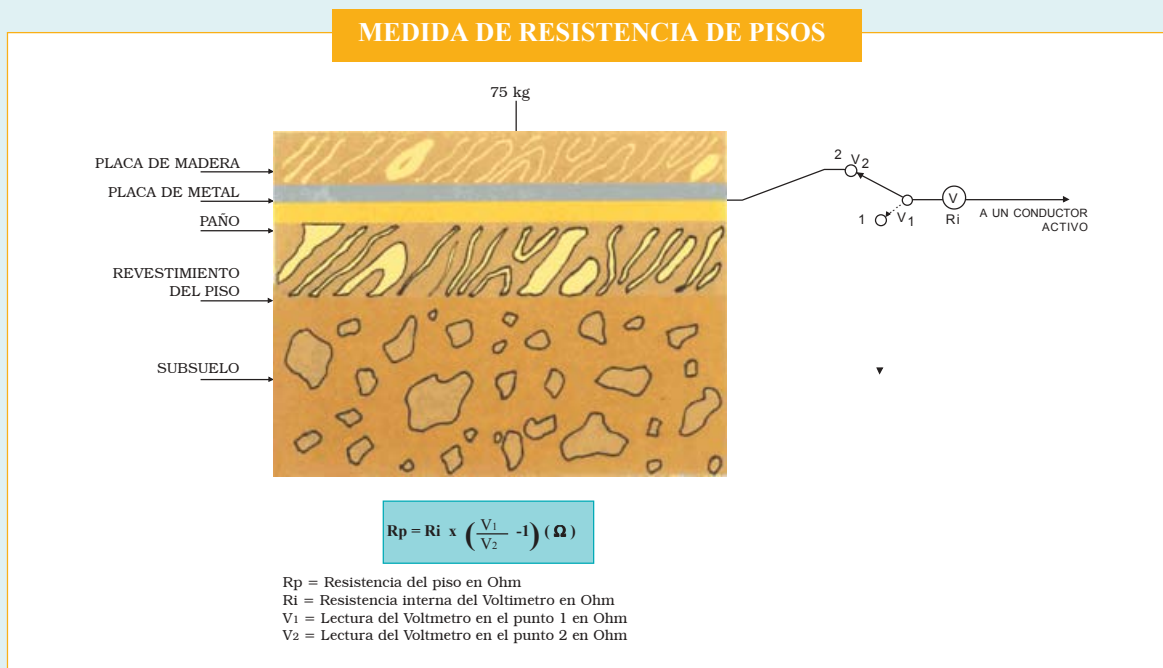 MEDIDA DE RESISTENCIA DE PISOS
75 kg
PLACA DE MADERA
PLACA DE METAL
PAÑO
REVESTIMIENTO
DEL PISO
SUBSUELO
2 V2
1 V1
V
Ri
A UN CONDUCTOR
ACTIVO
Rp = Ri x (V1/V2 -1) (Ω)
Rp = Resistencia del piso en Ohm
Ri = Resistencia interna del Voltimetro en Ohm
V1 = Lectura del Voltmetro en el punto 1 en Ohm
V2 = Lectura del Voltmetro en el punto 2 en Ohm